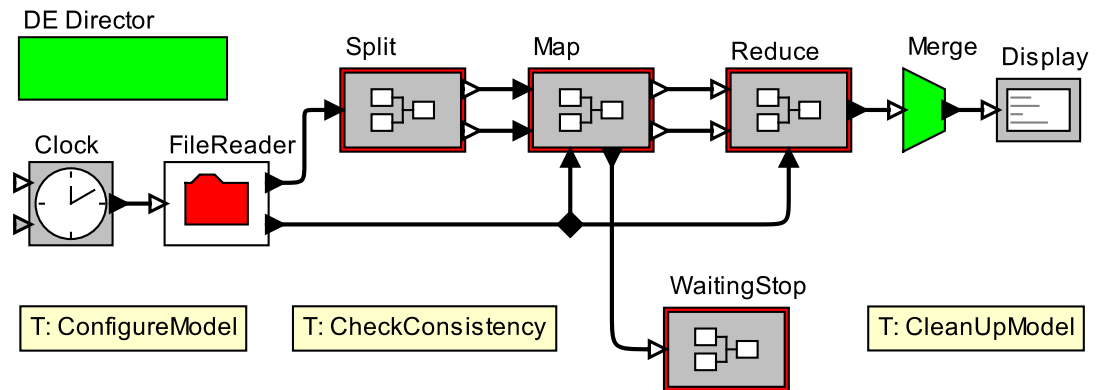 DE Director
Split
Map
Reduce
Merge
Display
Clock
FileReader
WaitingStop
T: ConfigureModel
T: CheckConsistency
T: CleanUpModel